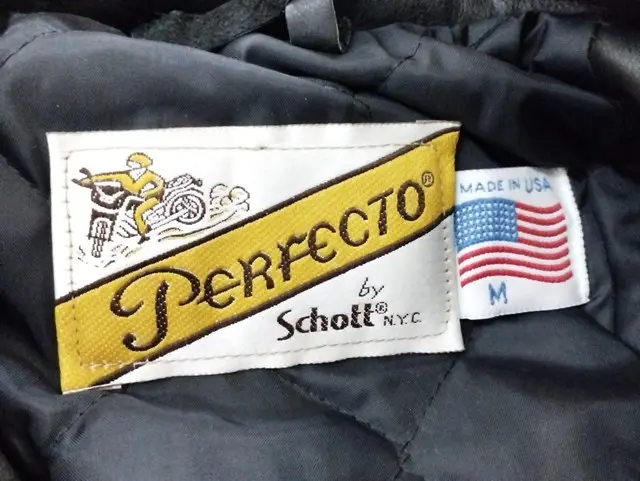 PERFECTO®
by
Schott® N.Y.C.
MADE IN USA
M